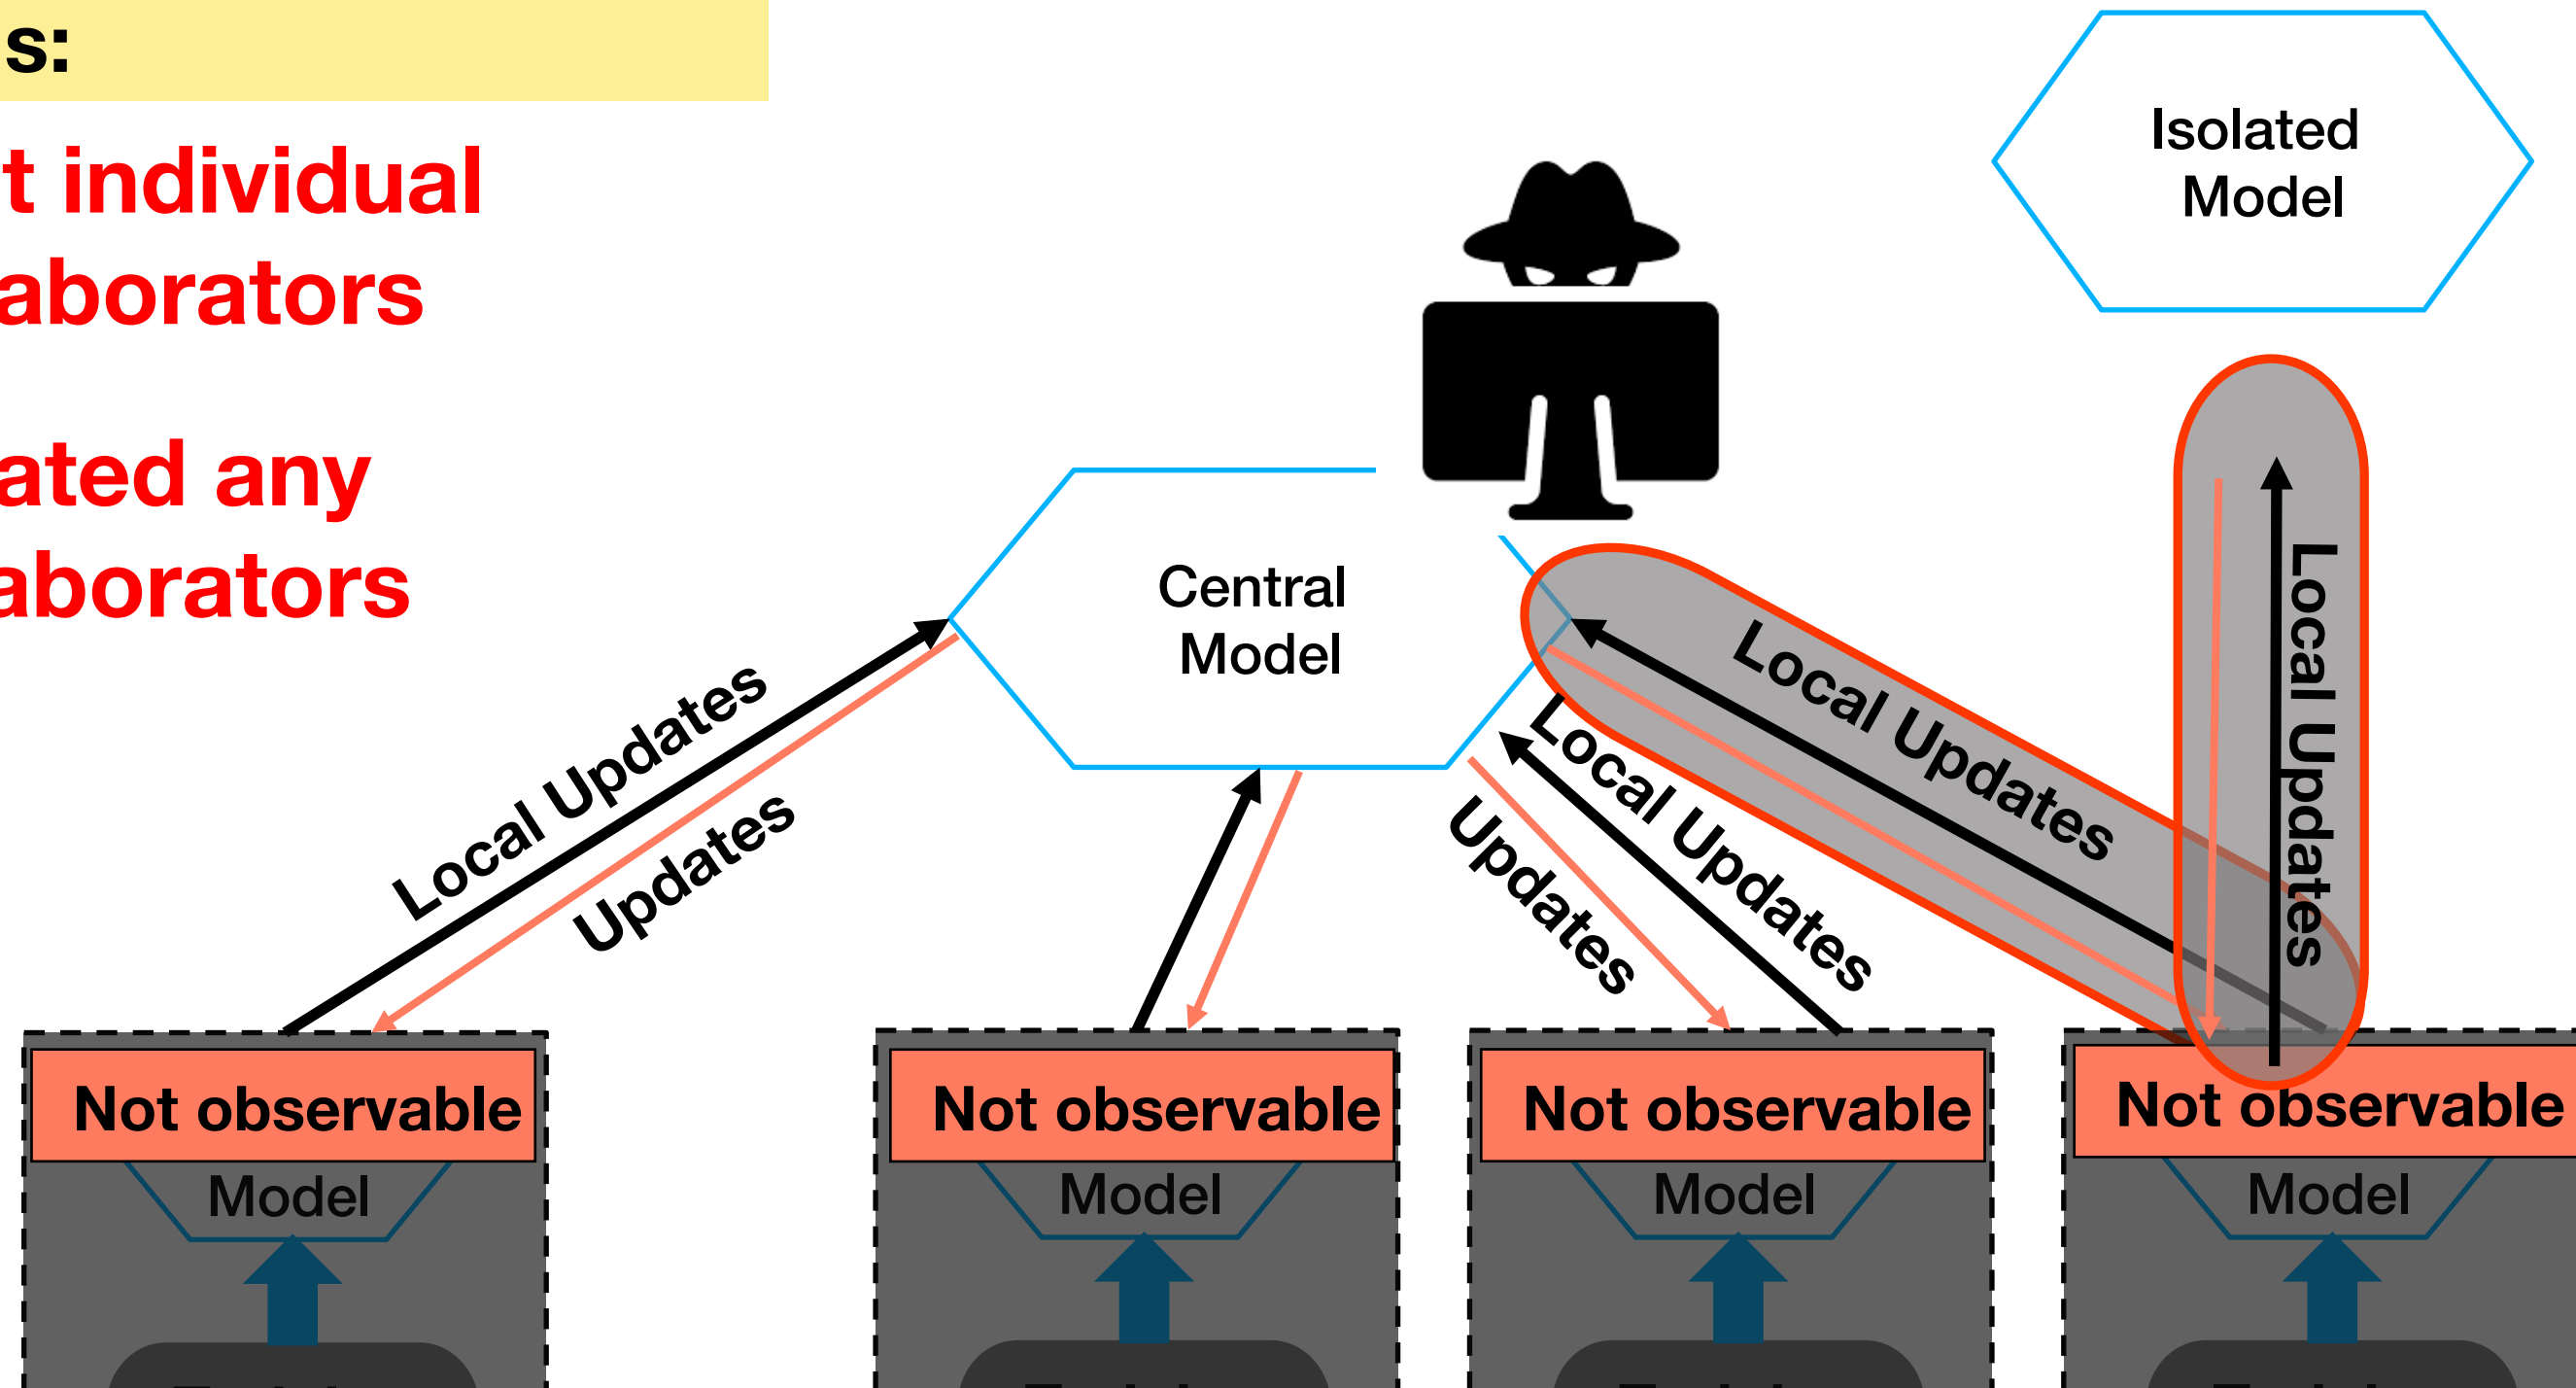 s:
t individual
aborators
ated any
aborators
Isolated
Model
Central
Model
Local Updates
Updates
Local Updates
Updates
Local Updates
Local Updates
Not observable
Not observable
Not observable
Not observable
Model
Model
Model
Model